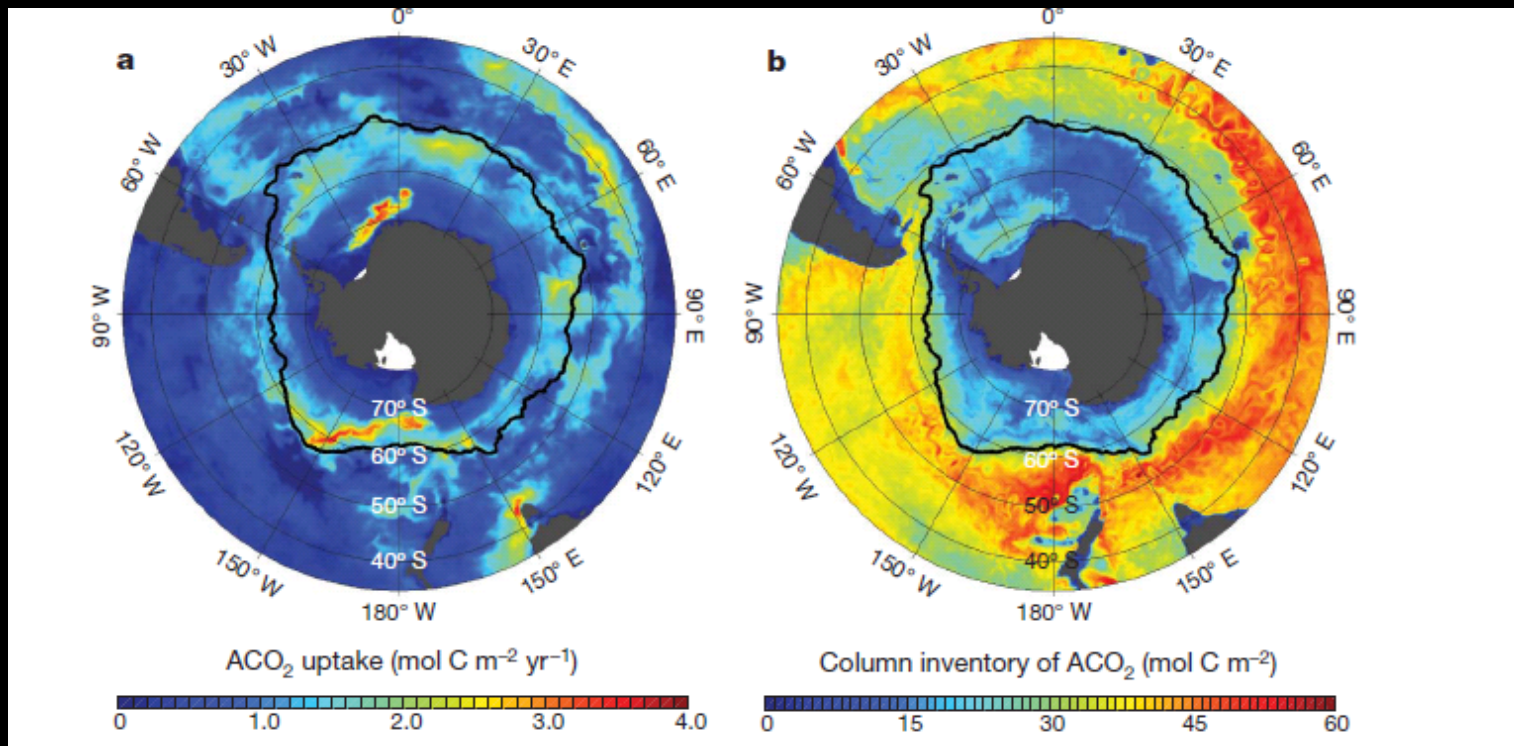 a
0°
30° E
60° E
90° E
120° E
150° E
180° W
150° W
120° W
90° W
60° W
30° W
70° S
60° S
50° S
40° S
ACO₂ uptake (mol C m⁻² yr⁻¹)
0 1.0 2.0 3.0 4.0
b
0°
30° E
60° E
90° E
120° E
150° E
180° W
150° W
120° W
90° W
60° W
30° W
70° S
60° S
50° S
40° S
Column inventory of ACO₂ (mol C m⁻²)
0 15 30 45 60